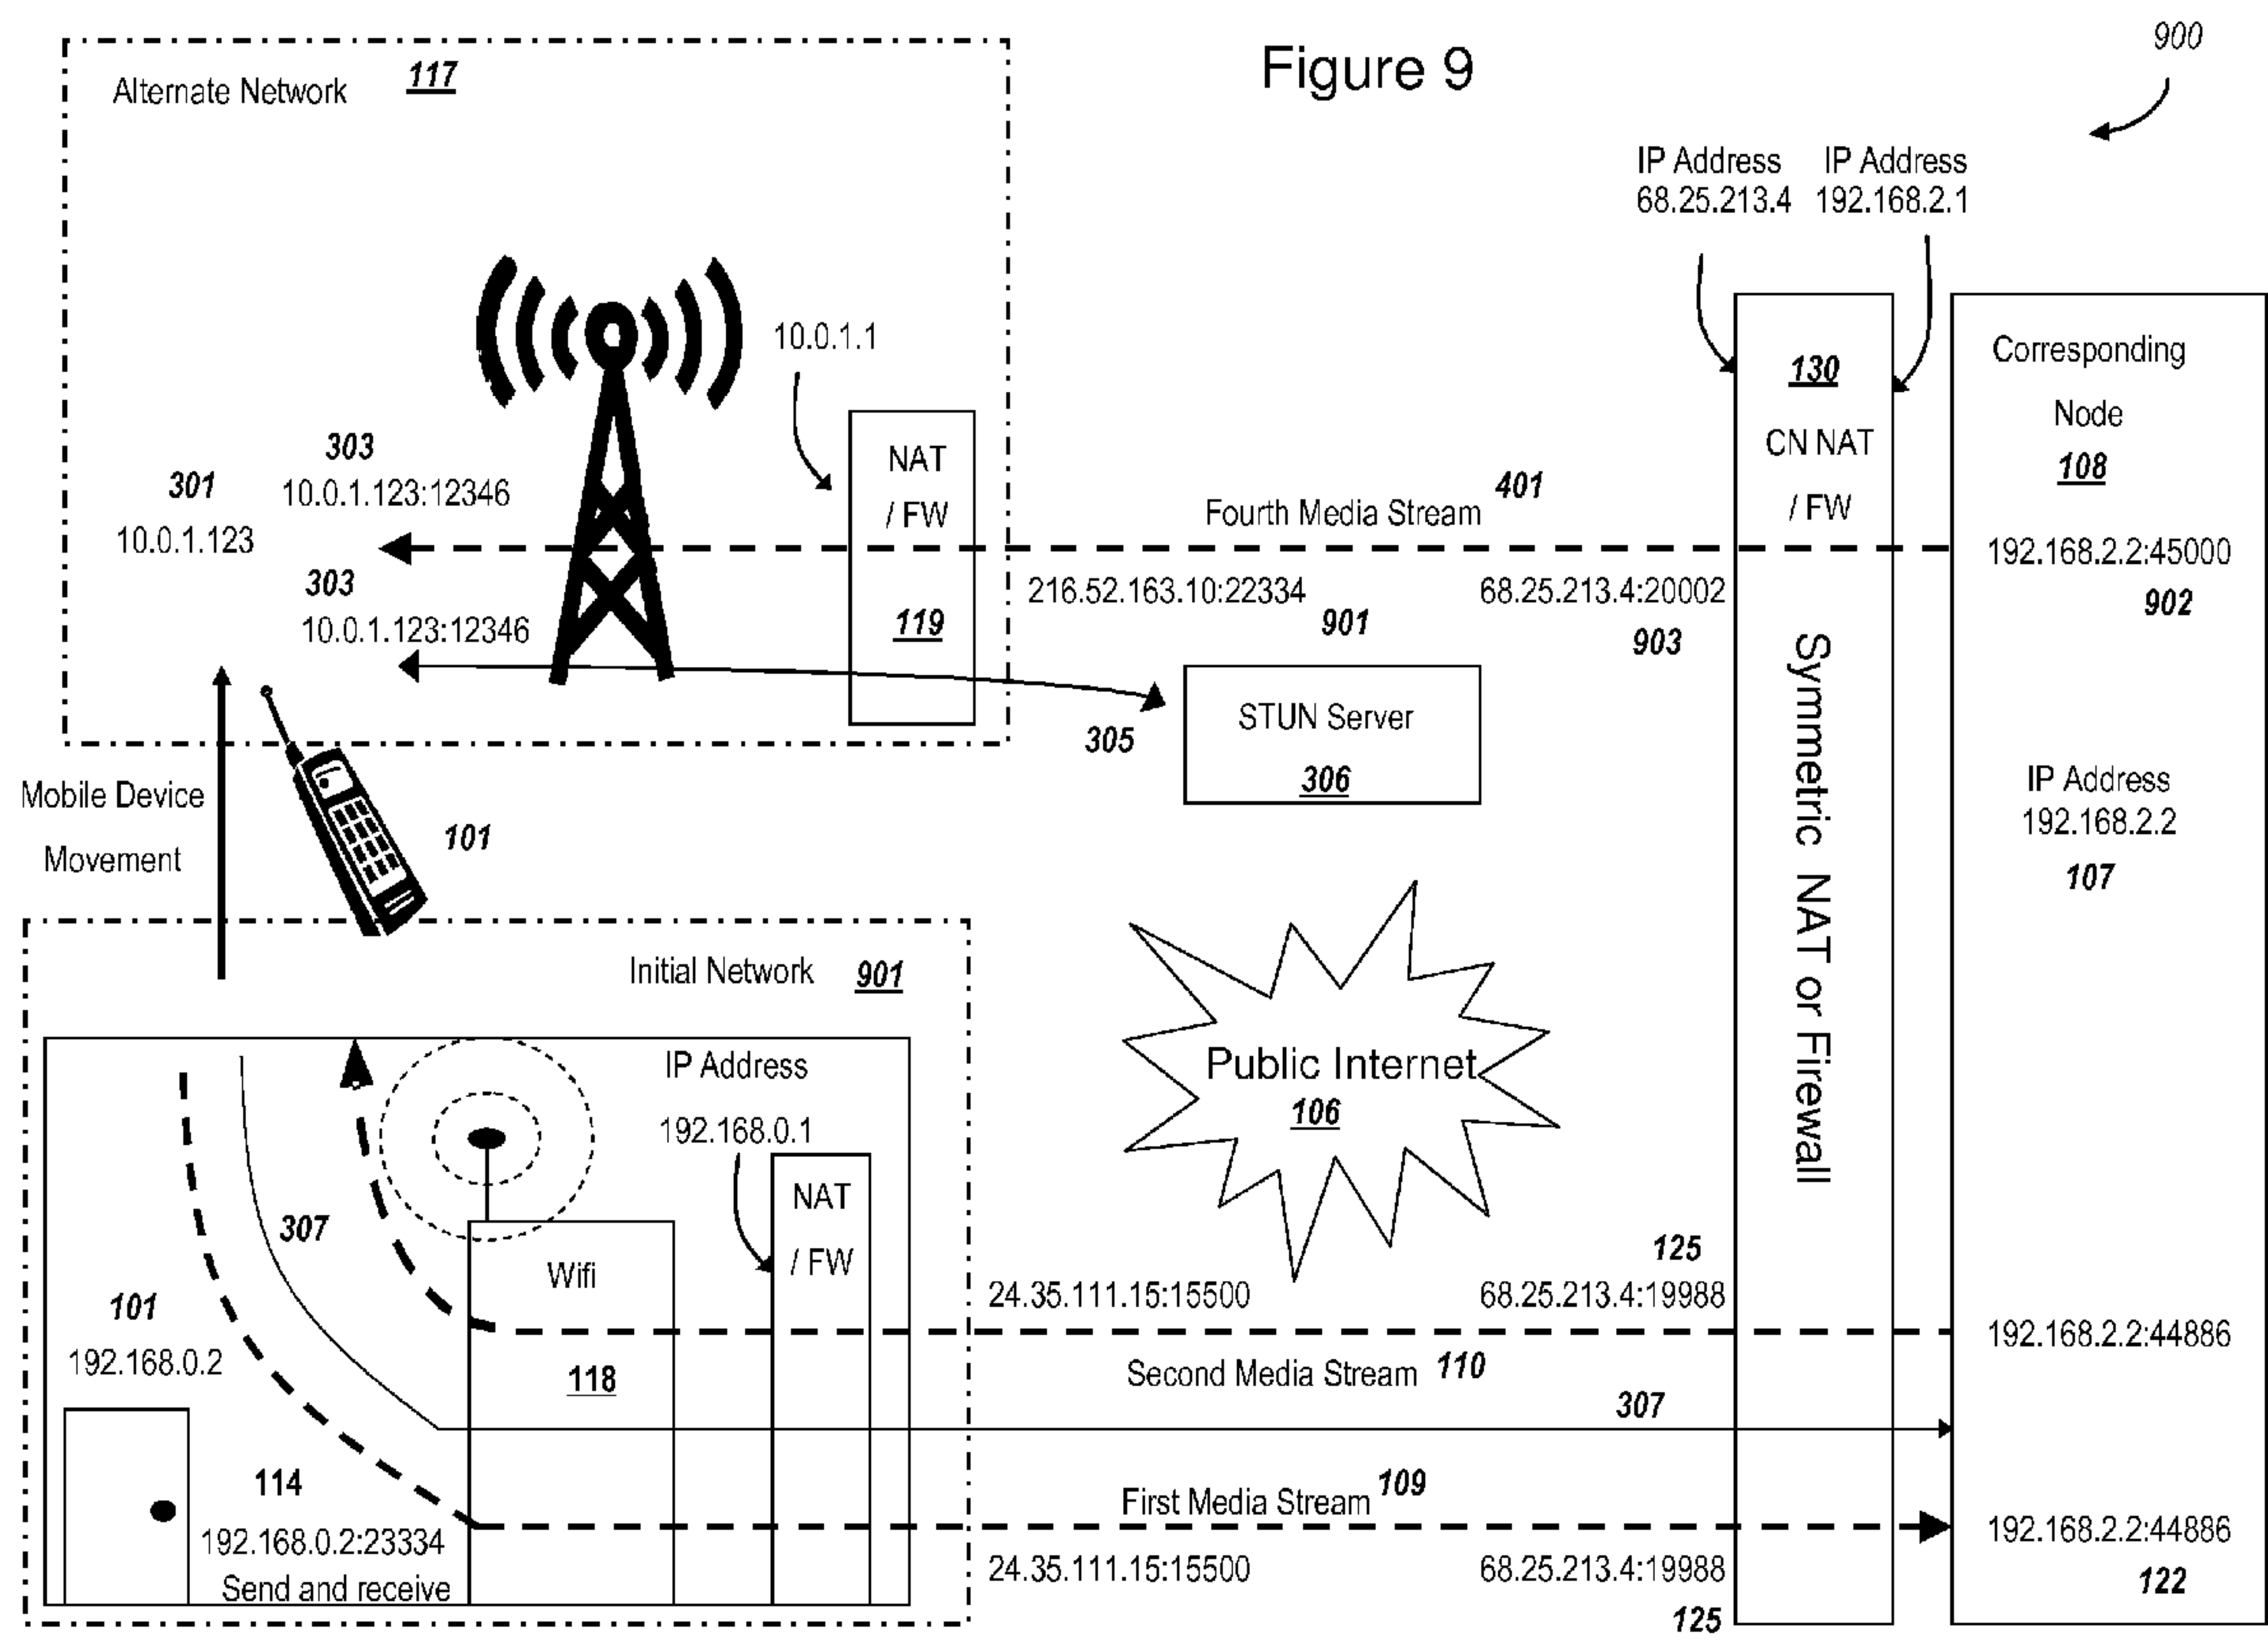 Figure 9
900
Alternate Network 117
IP Address
68.25.213.4
IP Address
192.168.2.1
10.0.1.1
303
10.0.1.123:12346
301
10.0.1.123
303
10.0.1.123:12346
NAT
/ FW
119
Fourth Media Stream 401
216.52.163.10:22334
901
68.25.213.4:20002
903
130
CN NAT
/ FW
Symmetric NAT or Firewall
Corresponding
Node
108
192.168.2.2:45000
902
305
STUN Server
306
IP Address
192.168.2.2
107
Mobile Device
Movement
101
Initial Network 901
Public Internet
106
IP Address
192.168.0.1
NAT
/ FW
307
Wifi
118
101
192.168.0.2
125
24.35.111.15:15500
68.25.213.4:19988
192.168.2.2:44886
Second Media Stream 110
307
114
192.168.0.2:23334
Send and receive
First Media Stream 109
24.35.111.15:15500
68.25.213.4:19988
125
192.168.2.2:44886
122